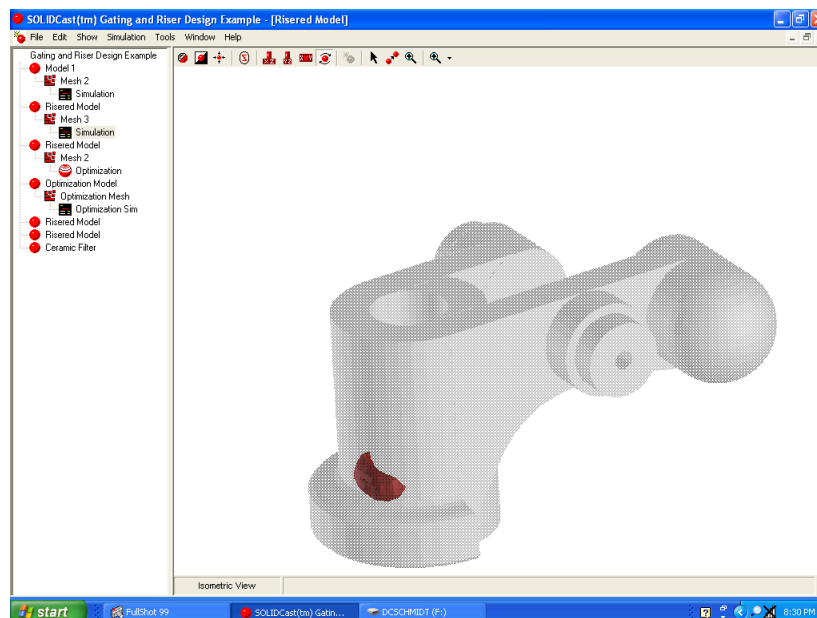 SOLIDCast(tm) Gating and Riser Design Example - [Risered Model]
File Edit Show Simulation Tools Window Help
Gating and Riser Design Example
Model 1
Mesh 2
Simulation
Risered Model
Mesh 3
Simulation
Risered Model
Mesh 2
Optimization
Optimization Model
Optimization Mesh
Optimization Sim
Risered Model
Risered Model
Ceramic Filter
Isometric View
start
FullShot 99
SOLIDCast(tm) Gatin...
DCSCHMIDT (F:)
8:30 PM